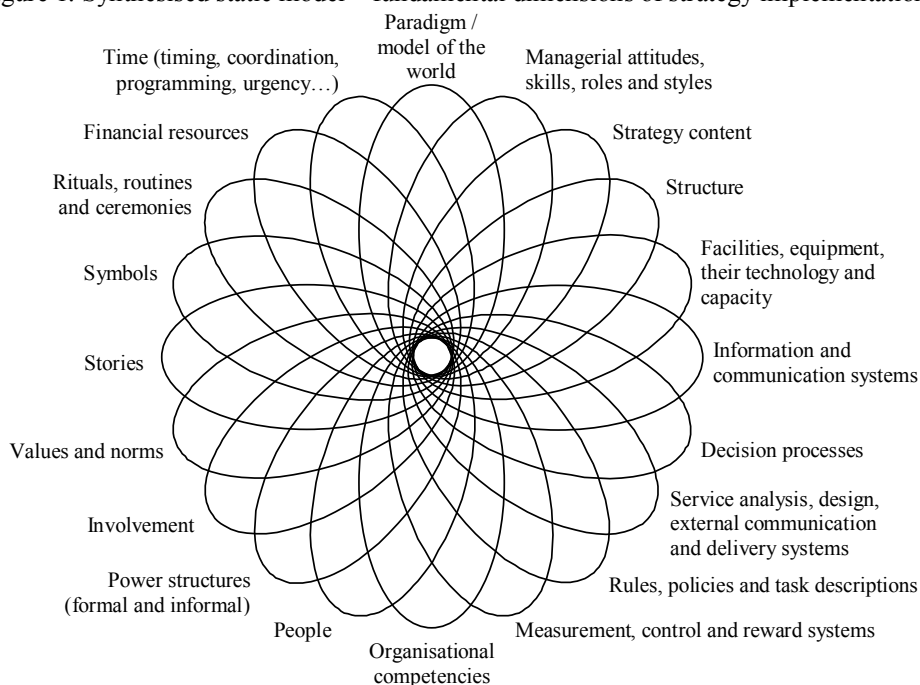 gure 1: Synthesised static model – fundamental dimensions of strategy implementation
Paradigm /
model of the
world
Managerial attitudes,
skills, roles and styles
Strategy content
Structure
Facilities, equipment,
their technology and
capacity
Information and
communication systems
Decision processes
Service analysis, design,
external communication
and delivery systems
Rules, policies and task descriptions
Measurement, control and reward systems
Organisational
competencies
People
Power structures
(formal and informal)
Involvement
Values and norms
Stories
Symbols
Rituals, routines
and ceremonies
Financial resources
Time (timing, coordination,
programming, urgency…)